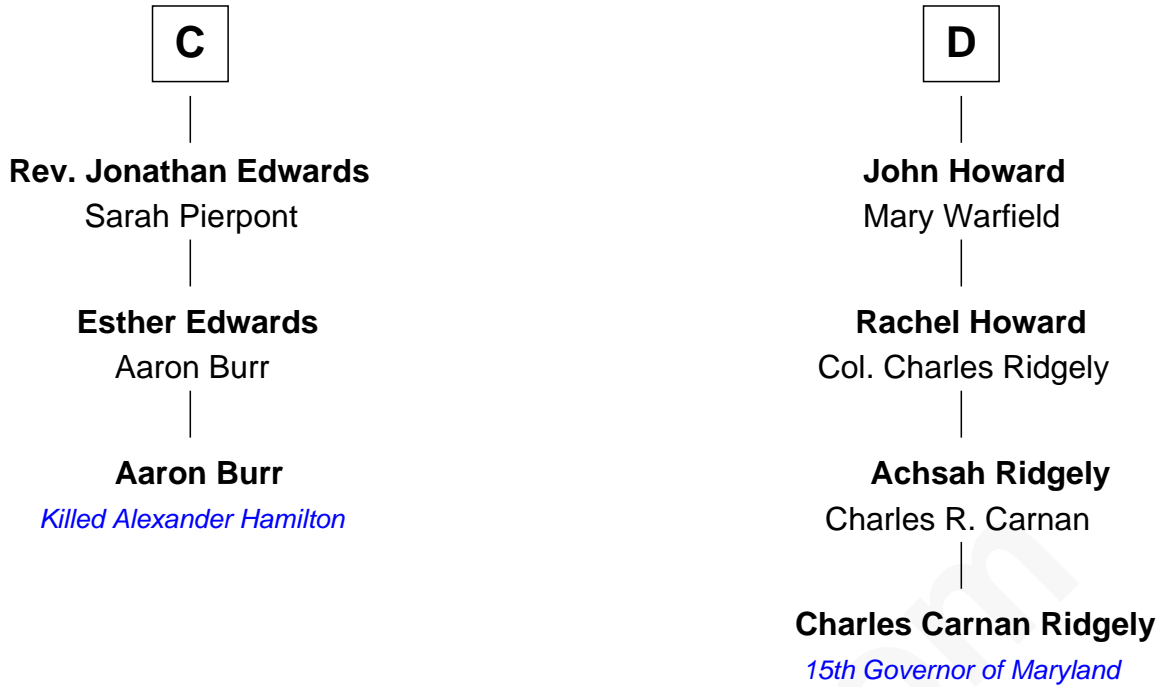 C
Rev. Jonathan Edwards
Sarah Pierpont
Esther Edwards
Aaron Burr
Aaron Burr
Killed Alexander Hamilton
D
John Howard
Mary Warfield
Rachel Howard
Col. Charles Ridgely
Achsah Ridgely
Charles R. Carnan
Charles Carnan Ridgely
15th Governor of Maryland